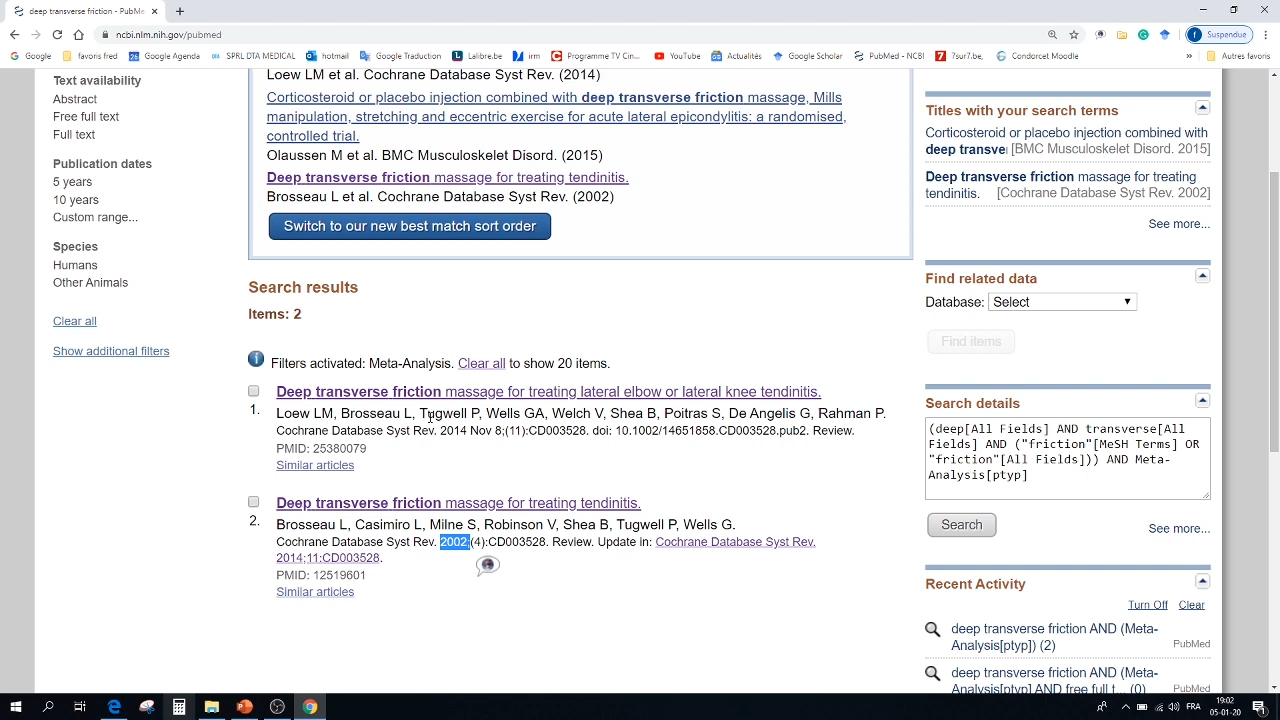 deep transverse friction - PubMe
ncbi.nlm.nih.gov/pubmed
Suspendue
Google
favoris fred
Google Agenda
SPRL DTA MEDICAL
hotmail
Google Traduction
Lalibre.be
irm
Programme TV Cin...
YouTube
Actualités
Google Scholar
PubMed - NCBI
7sur7.be,
Condorcet Moodle
»
Autres favoris
Text availability
Abstract
Free full text
Full text
Publication dates
5 years
10 years
Custom range...
Species
Humans
Other Animals
Clear all
Show additional filters
Loew LM et al. Cochrane Database Syst Rev. (2014)
Corticosteroid or placebo injection combined with deep transverse friction massage, Mills
manipulation, stretching and eccentric exercise for acute lateral epicondylitis: a randomised,
controlled trial.
Olaussen M et al. BMC Musculoskelet Disord. (2015)
Deep transverse friction massage for treating tendinitis.
Brosseau L et al. Cochrane Database Syst Rev. (2002)
Switch to our new best match sort order
Search results
Items: 2
Filters activated: Meta-Analysis. Clear all to show 20 items.
Deep transverse friction massage for treating lateral elbow or lateral knee tendinitis.
1. Loew LM, Brosseau L, Tugwell P, Wells GA, Welch V, Shea B, Poitras S, De Angelis G, Rahman P.
Cochrane Database Syst Rev. 2014 Nov 8;(11):CD003528. doi: 10.1002/14651858.CD003528.pub2. Review.
PMID: 25380079
Similar articles
Deep transverse friction massage for treating tendinitis.
2. Brosseau L, Casimiro L, Milne S, Robinson V, Shea B, Tugwell P, Wells G.
Cochrane Database Syst Rev. 2002;(4):CD003528. Review. Update in: Cochrane Database Syst Rev.
2014;11:CD003528.
PMID: 12519601
Similar articles
Titles with your search terms
Corticosteroid or placebo injection combined with
deep transve [BMC Musculoskelet Disord. 2015]
Deep transverse friction massage for treating
tendinitis. [Cochrane Database Syst Rev. 2002]
See more...
Find related data
Database: Select
Find items
Search details
(deep[All Fields] AND transverse[All
Fields] AND ("friction"[MeSH Terms] OR
"friction"[All Fields])) AND Meta-
Analysis[ptyp]
Search
See more...
Recent Activity
Turn Off Clear
deep transverse friction AND (Meta-
Analysis[ptyp]) (2) PubMed
deep transverse friction AND (Meta-
Analysis[ptyp] AND free full t... (0) PubMed
19:02
05-01-20